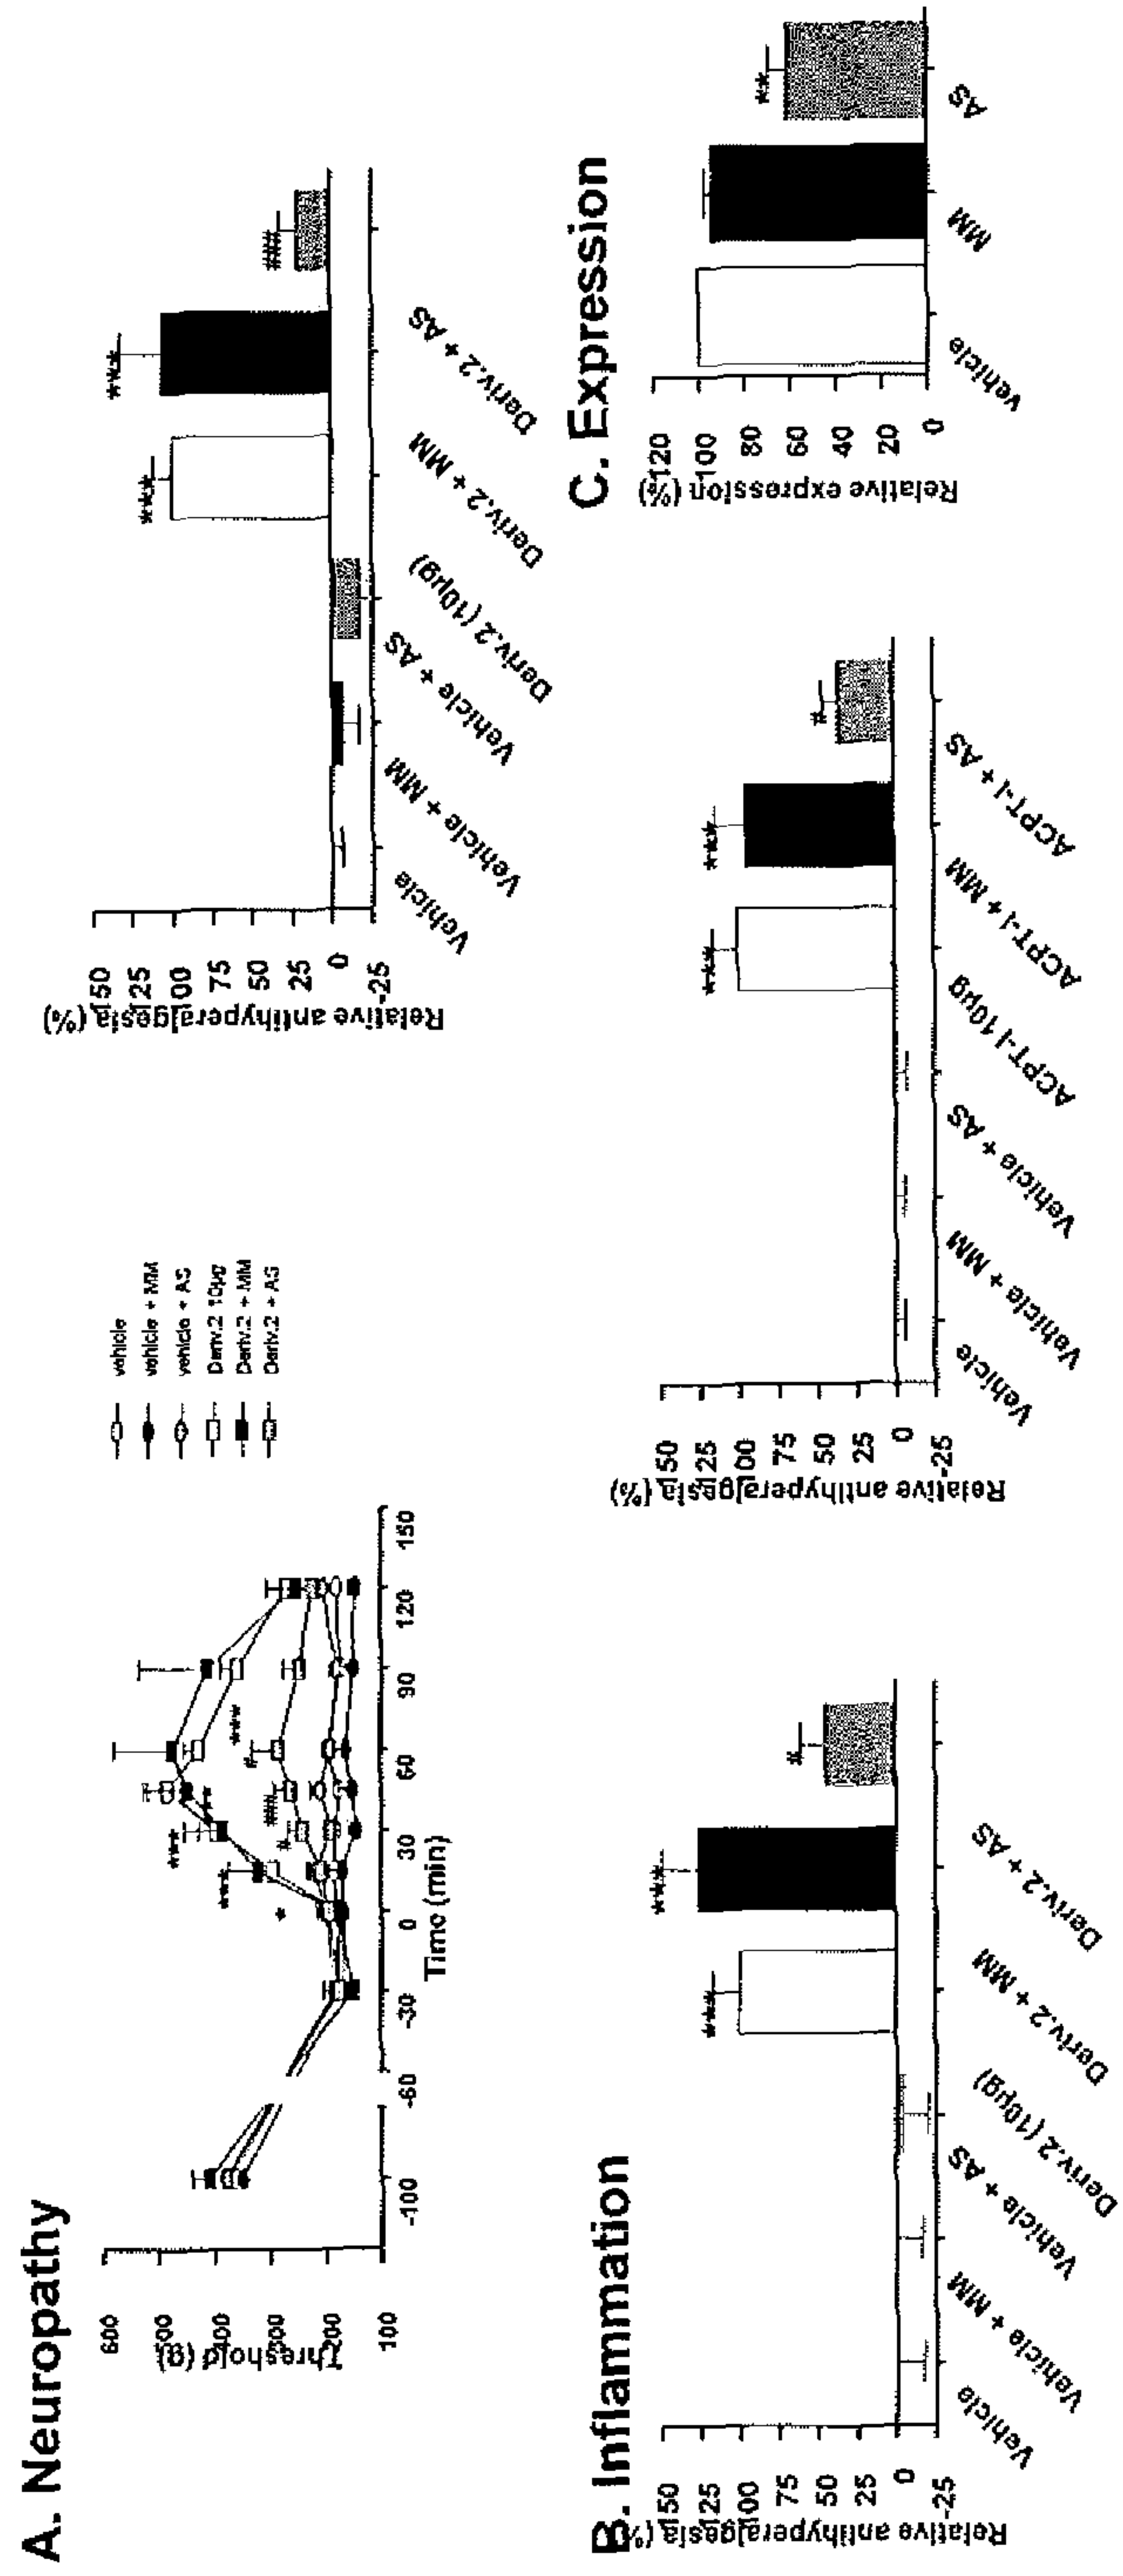 A. Neuropathy
600
500
400
300
200
100
Threshold (g)
-100
-60
-30
0
30
60
90
120
150
Time (min)
***
***
*
***
#
###
#
vehicle
vehicle + MM
vehicle + AS
Deriv.2 10µg
Deriv.2 + MM
Deriv.2 + AS
Relative antihyperalgesia (%)
150
125
100
75
50
25
0
-25
***
***
###
Vehicle
Vehicle + MM
Vehicle + AS
Deriv.2 (10µg)
Deriv.2 + MM
Deriv.2 + AS
B. Inflammation
Relative antihyperalgesia (%)
150
125
100
75
50
25
0
-25
***
***
#
Vehicle
Vehicle + MM
Vehicle + AS
Deriv.2 (10µg)
Deriv.2 + MM
Deriv.2 + AS
Relative antihyperalgesia (%)
150
125
100
75
50
25
0
-25
***
***
#
Vehicle
Vehicle + MM
Vehicle + AS
ACPT-I 10µg
ACPT-I + MM
ACPT-I + AS
C. Expression
Relative expression (%)
120
100
80
60
40
20
0
**
vehicle
MM
AS